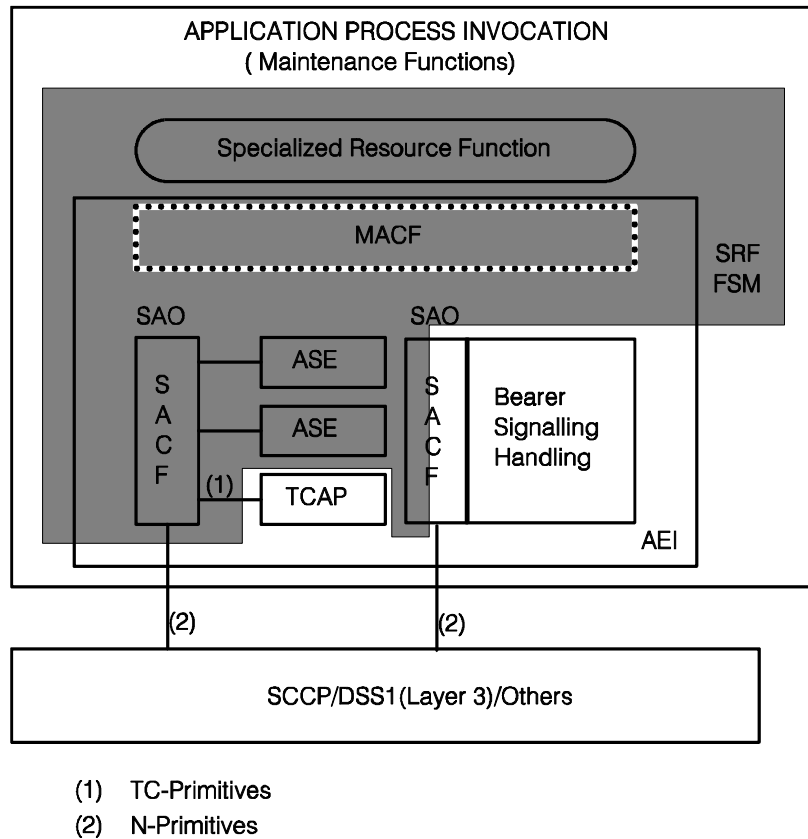 APPLICATION PROCESS INVOCATION
( Maintenance Functions)
Specialized Resource Function
MACF
SRF
FSM
SAO
SAO
S
A
C
F
ASE
ASE
(1)
TCAP
S
A
C
F
Bearer
Signalling
Handling
AEI
(2)
(2)
SCCP/DSS1(Layer 3)/Others
(1) TC-Primitives
(2) N-Primitives